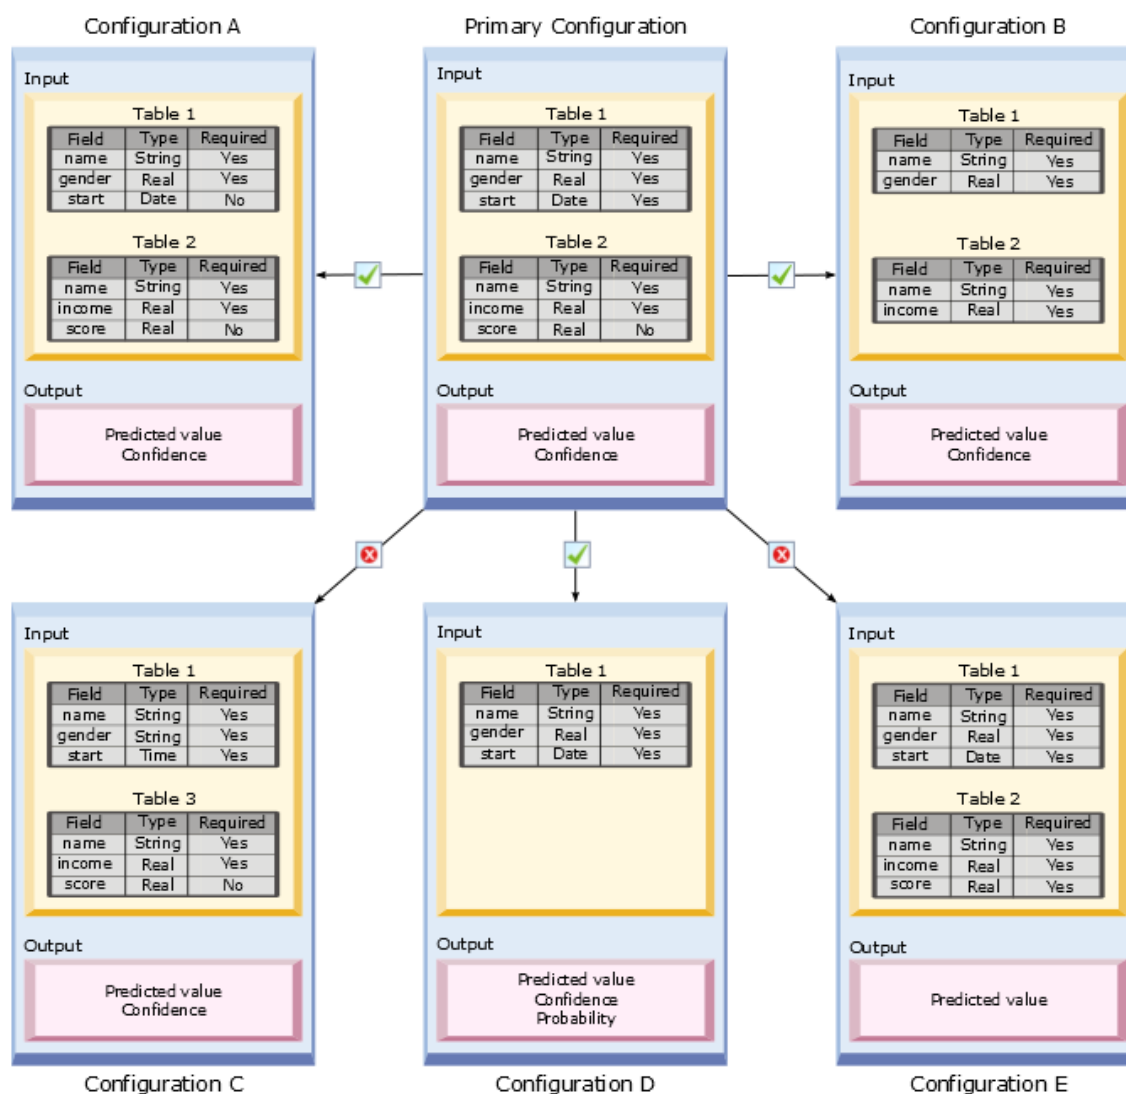 Configuration A
Primary Configuration
Configuration B
Input
Table 1
Field Type Required
name String Yes
gender Real Yes
start Date No
Table 2
Field Type Required
name String Yes
income Real Yes
score Real No
Output
Predicted value
Confidence
Input
Table 1
Field Type Required
name String Yes
gender Real Yes
start Date Yes
Table 2
Field Type Required
name String Yes
income Real Yes
score Real No
Output
Predicted value
Confidence
Input
Table 1
Field Type Required
name String Yes
gender Real Yes
Table 2
Field Type Required
name String Yes
income Real Yes
Output
Predicted value
Confidence
Input
Table 1
Field Type Required
name String Yes
gender String Yes
start Time Yes
Table 3
Field Type Required
name String Yes
income Real Yes
score Real No
Output
Predicted value
Confidence
Configuration C
Input
Table 1
Field Type Required
name String Yes
gender Real Yes
start Date Yes
Output
Predicted value
Confidence
Probability
Configuration D
Input
Table 1
Field Type Required
name String Yes
gender Real Yes
start Date Yes
Table 2
Field Type Required
name String Yes
income Real Yes
score Real Yes
Output
Predicted value
Configuration E